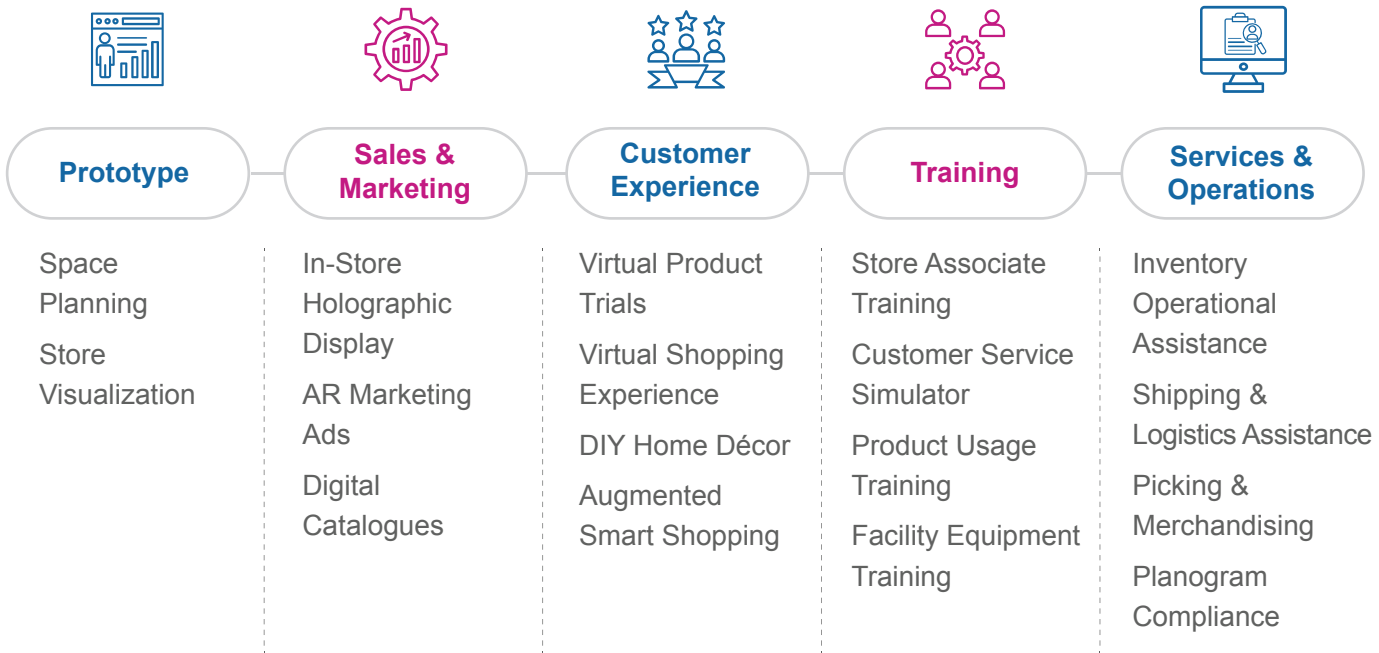 Prototype
Space
Planning
Store
Visualization
Sales &
Marketing
In-Store
Holographic
Display
AR Marketing
Ads
Digital
Catalogues
Customer
Experience
Virtual Product
Trials
Virtual Shopping
Experience
DIY Home Décor
Augmented
Smart Shopping
Training
Store Associate
Training
Customer Service
Simulator
Product Usage
Training
Facility Equipment
Training
Services &
Operations
Inventory
Operational
Assistance
Shipping &
Logistics Assistance
Picking &
Merchandising
Planogram
Compliance